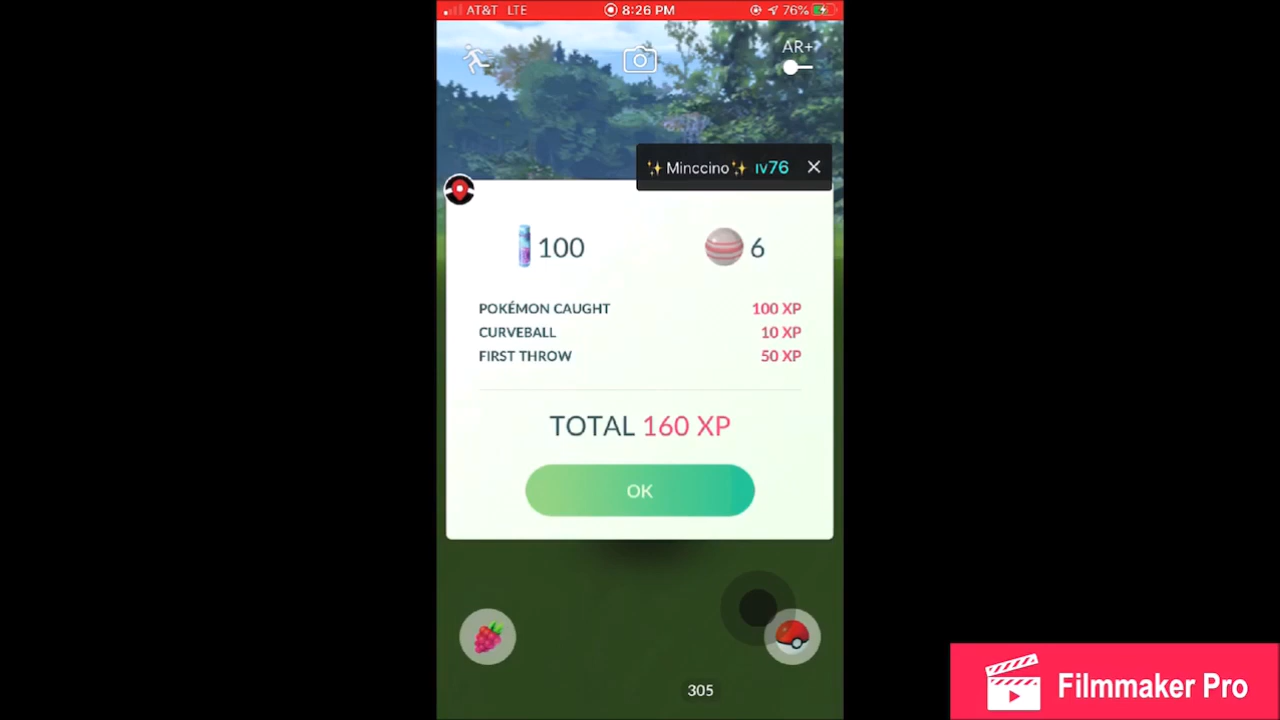 AT&T LTE 8:26 PM 76%
AR+
✨Minccino✨ IV76
100 6
POKÉMON CAUGHT 100 XP
CURVEBALL 10 XP
FIRST THROW 50 XP
TOTAL 160 XP
OK
305
Filmmaker Pro